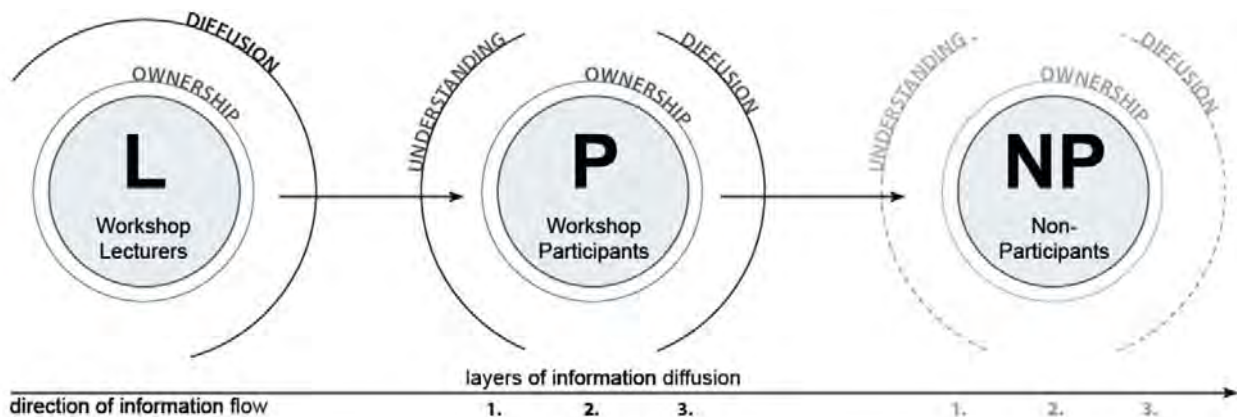 DIFFUSION
OWNERSHIP
L
Workshop
Lecturers
UNDERSTANDING
OWNERSHIP
DIFFUSION
P
Workshop
Participants
UNDERSTANDING
OWNERSHIP
DIFFUSION
NP
Non-
Participants
layers of information diffusion
direction of information flow
1. 2. 3.
1. 2. 3.